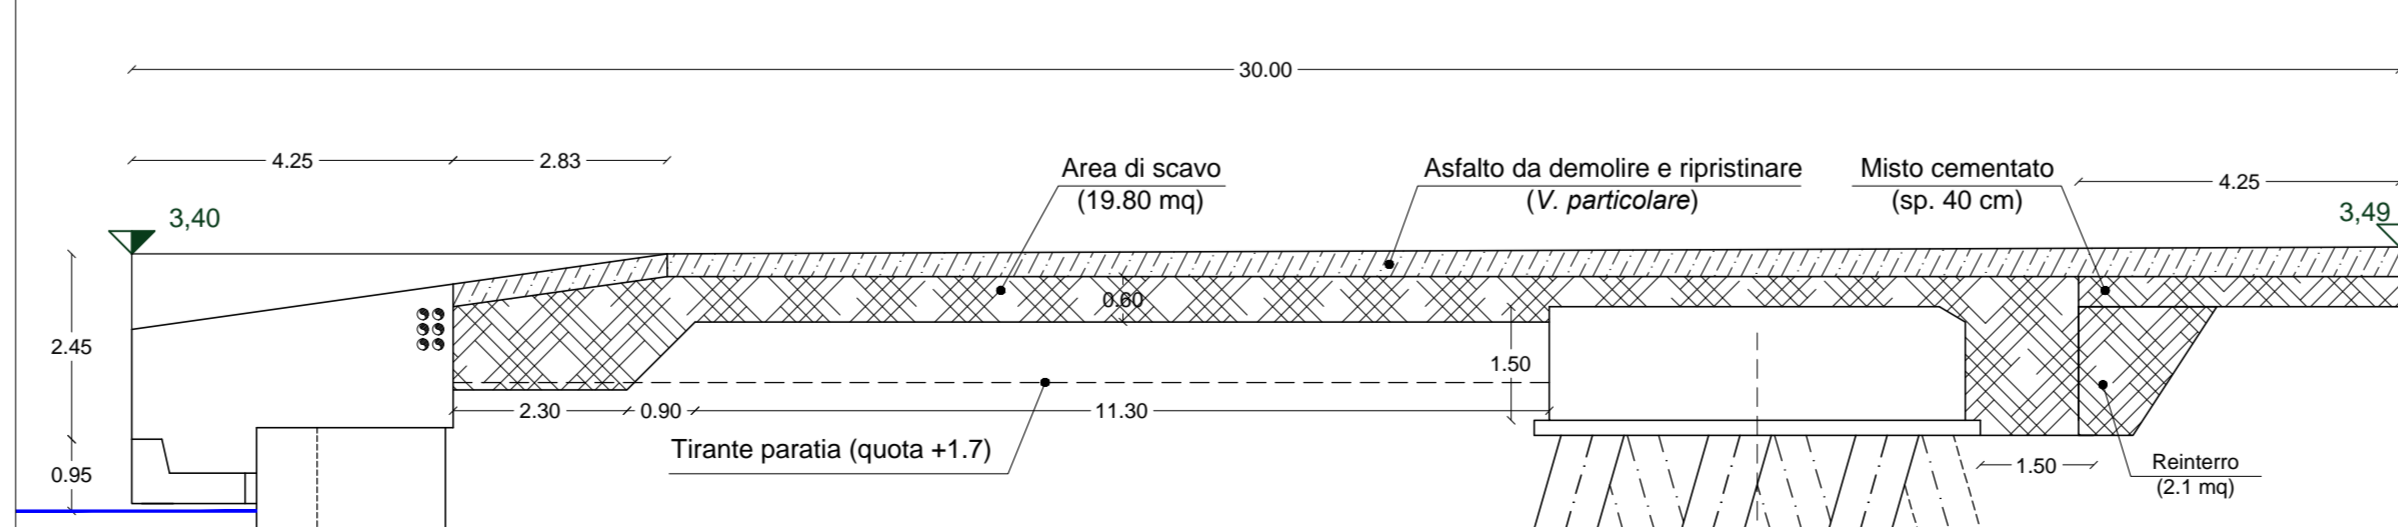 30.00
4.25
2.83
Area di scavo
(19.80 mq)
Asfalto da demolire e ripristinare
(V. particolare)
Misto cementato
(sp. 40 cm)
4.25
3,40
3,49
0.60
2.45
1.50
2.30
0.90
11.30
Tirante paratia (quota +1.7)
0.95
1.50
Reinterro
(2.1 mq)